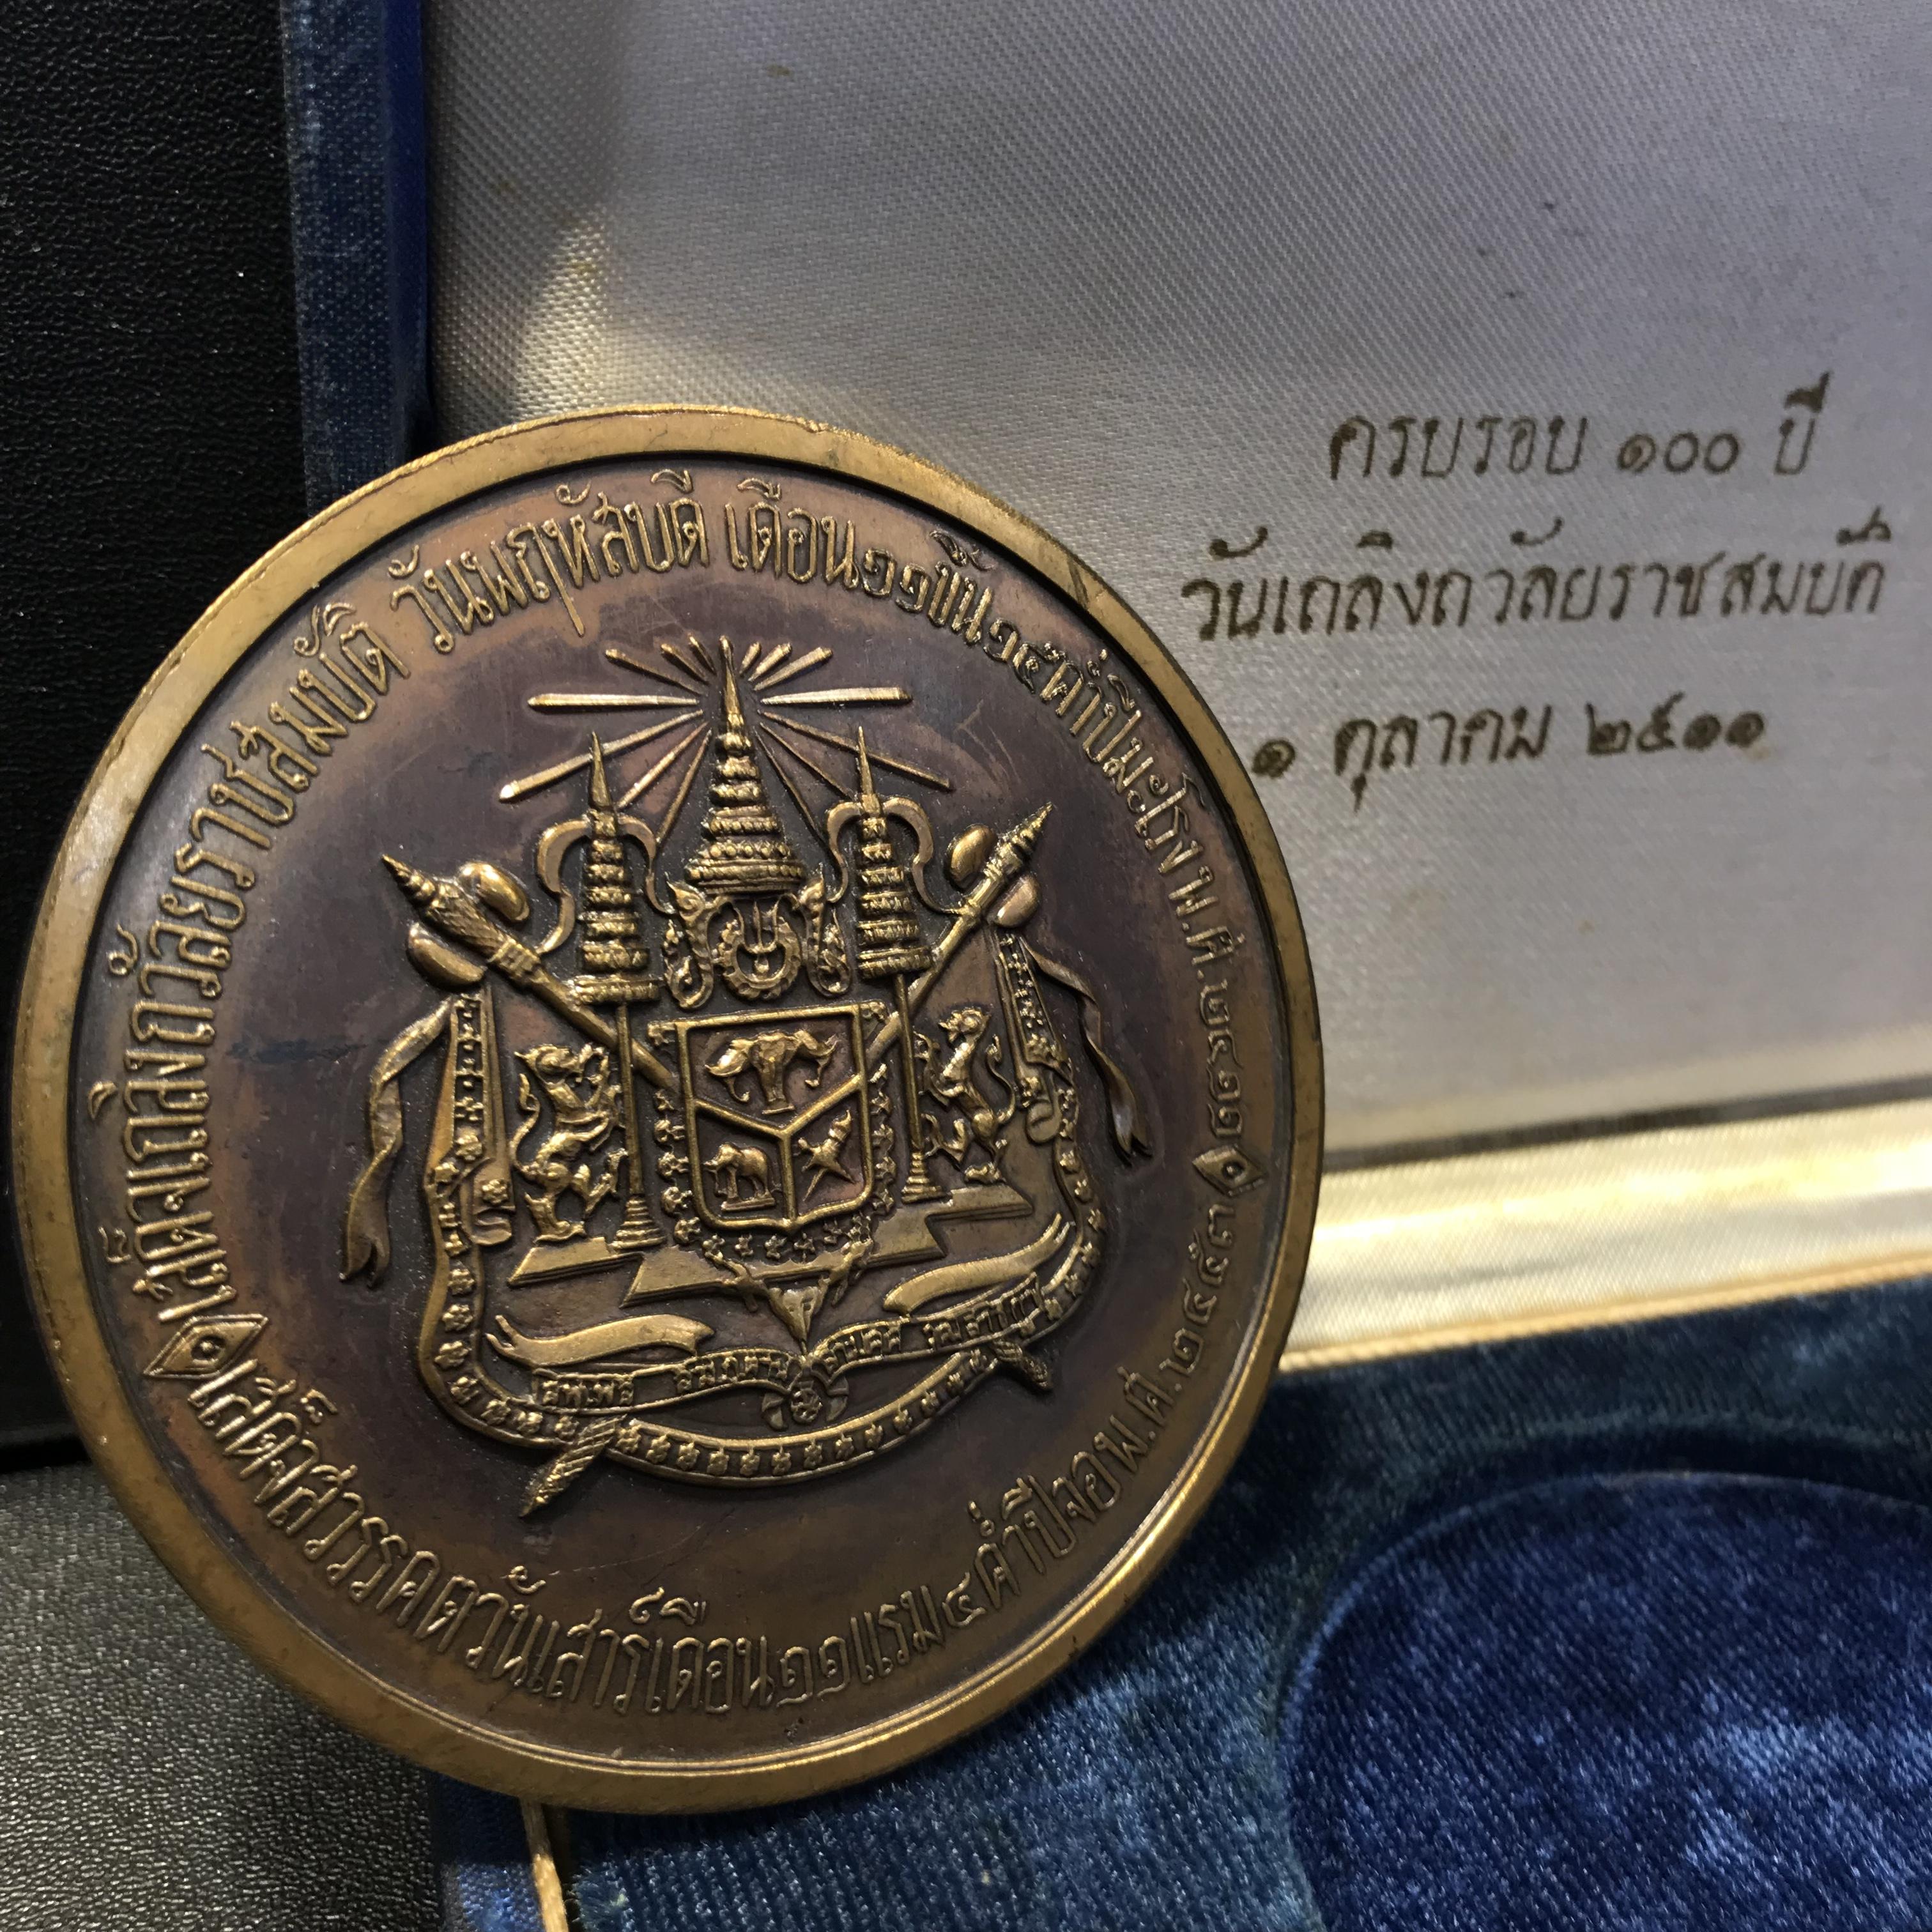 ครบรอบ ๑๐๐ ปี
วันเถลิงถวัลยราชสมบัติ
๑ ตุลาคม ๒๕๑๑
เสด็จเถลิงถวัลยราชสมบัติ วันพฤหัสบดี เดือน๑๑ขึ้น๑๕ค่ำปีมะโรง พ.ศ.๒๔๑๑
เสด็จสวรรคตวันเสาร์เดือน๑๑แรม๔ค่ำปีจอพ.ศ.๒๔๕๓